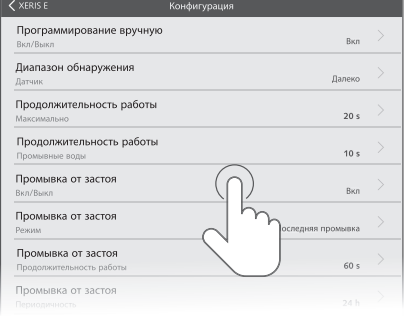 XERIS E Конфигурация
Программирование вручную
Вкл/Выкл Вкл
Диапазон обнаружения
Датчик Далеко
Продолжительность работы
Максимально 20 s
Продолжительность работы
Промывные воды 10 s
Промывка от застоя
Вкл/Выкл Вкл
Промывка от застоя
Режим оследняя промывка
Промывка от застоя
Продолжительность работы 60 s
Промывка от застоя
Периодичность 24 h